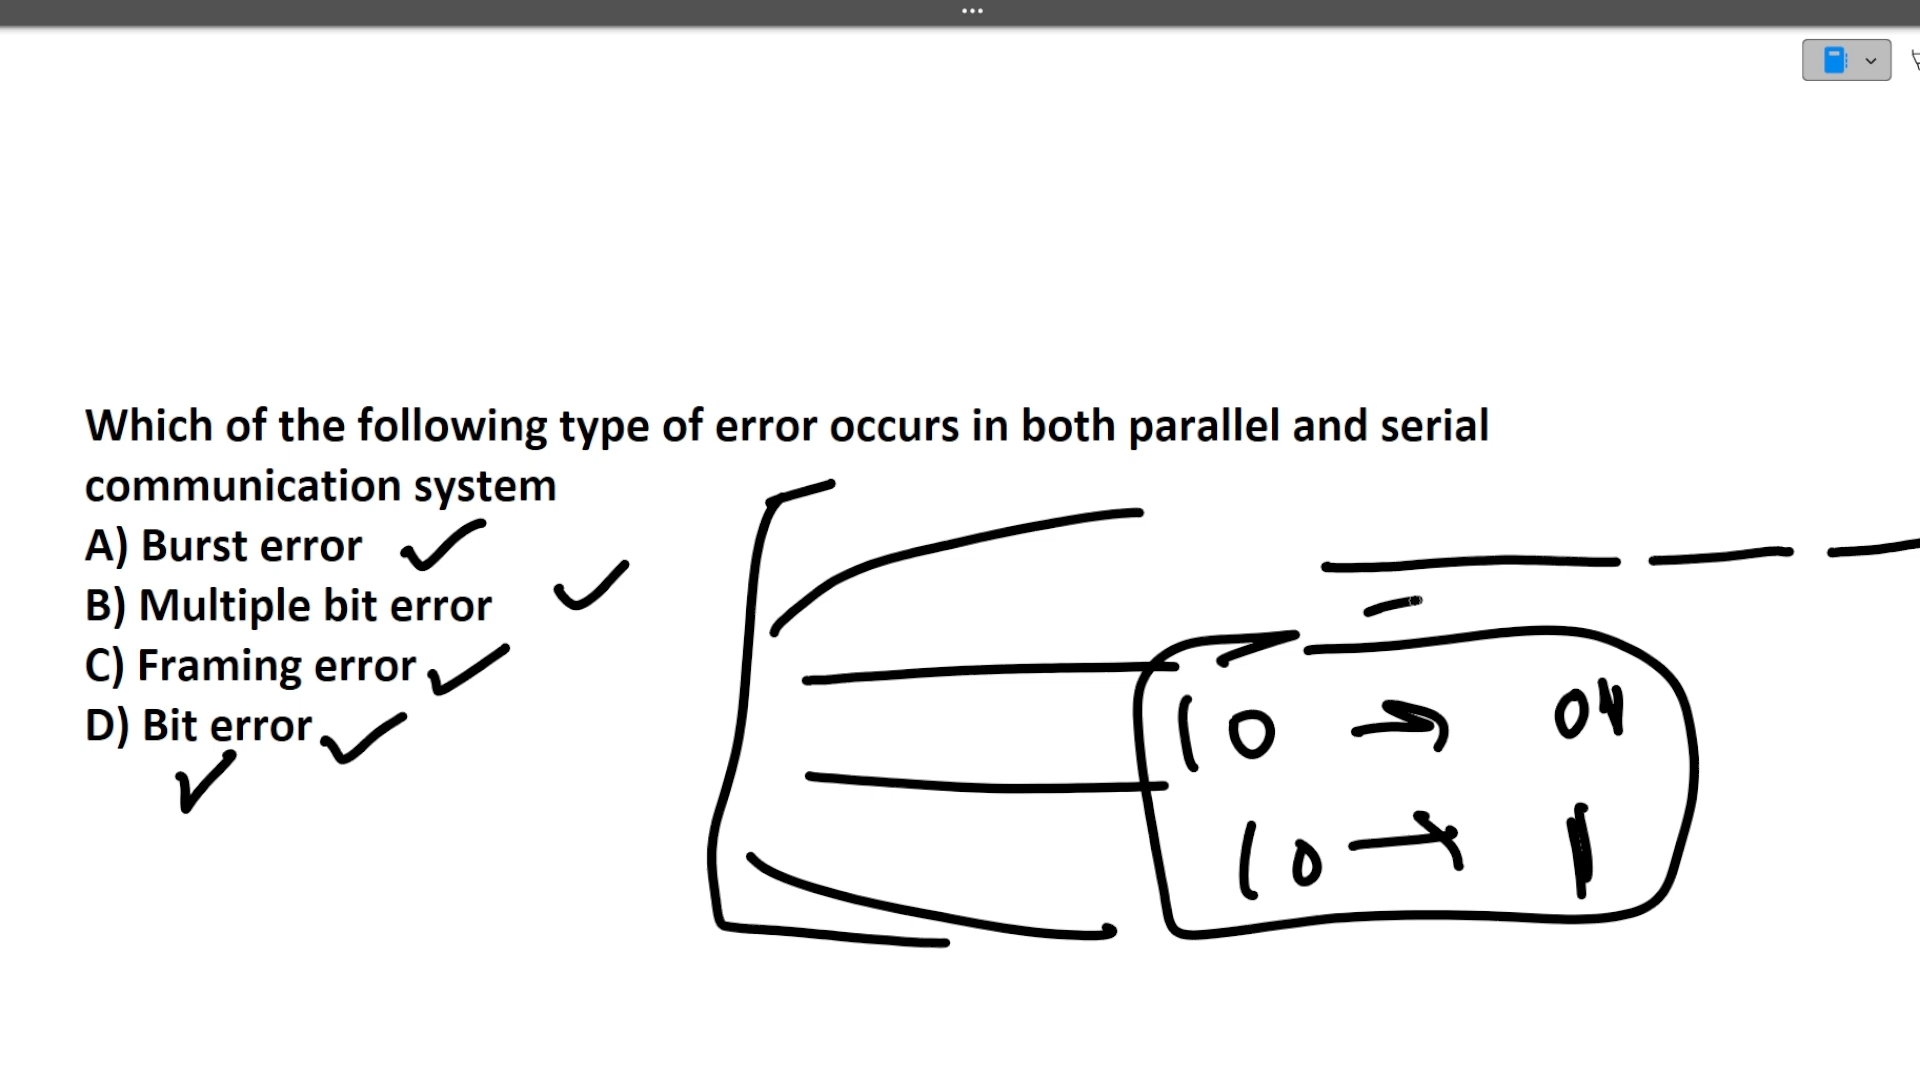 Which of the following type of error occurs in both parallel and serial
communication system
A) Burst error
B) Multiple bit error
C) Framing error
D) Bit error
10 → 0
10 → 1